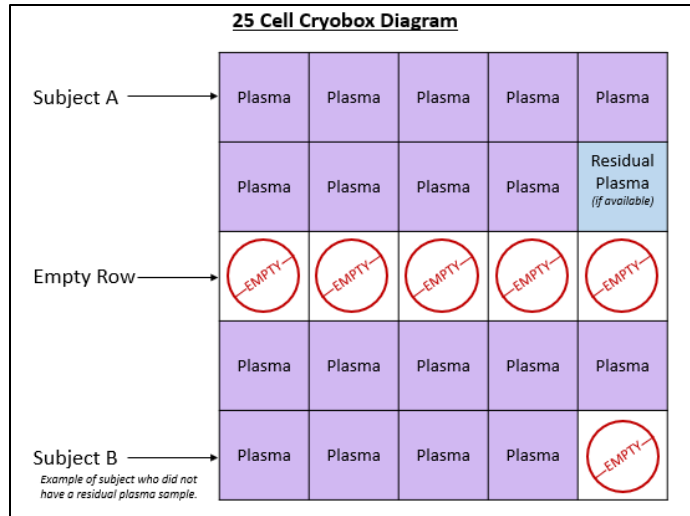 25 Cell Cryobox Diagram
Subject A
Plasma Plasma Plasma Plasma Plasma
Plasma Plasma Plasma Plasma
Residual
Plasma
(if available)
Empty Row
EMPTY EMPTY EMPTY EMPTY EMPTY
Plasma Plasma Plasma Plasma Plasma
Subject B
Example of subject who did not
have a residual plasma sample.
Plasma Plasma Plasma Plasma
EMPTY